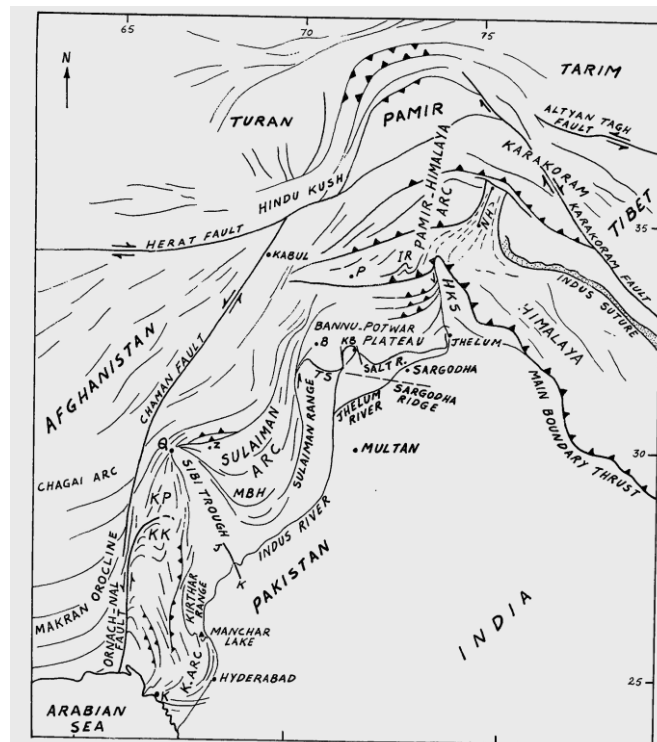 65
70
75
N
TARIM
TURAN
PAMIR
ALTYAN TAGH
FAULT
KARAKORAM
HINDU KUSH
PAMIR-HIMALAYA
ARC
TIBET
KARAKORAM FAULT
35
HERAT FAULT
KABUL
NH
IR
P
INDUS SUTURE
HKS
HIMALAYA
AFGHANISTAN
CHAMAN FAULT
BANNU-POTWAR
PLATEAU
B
KB
JHELUM
TS
SALT R.
SARGODHA
SARGODHA
RIDGE
JHELUM
RIVER
MAIN BOUNDARY THRUST
Q
Z
SULAIMAN
ARC
SULAIMAN RANGE
MULTAN
30
CHAGAI ARC
SIBI TROUGH
MBH
KP
KK
J
K
INDUS RIVER
PAKISTAN
MAKRAN OROCLINE
ORNACH-NAL
FAULT
KIRTHAR
RANGE
MANCHAR
LAKE
K.ARC
HYDERABAD
INDIA
25
K
ARABIAN
SEA